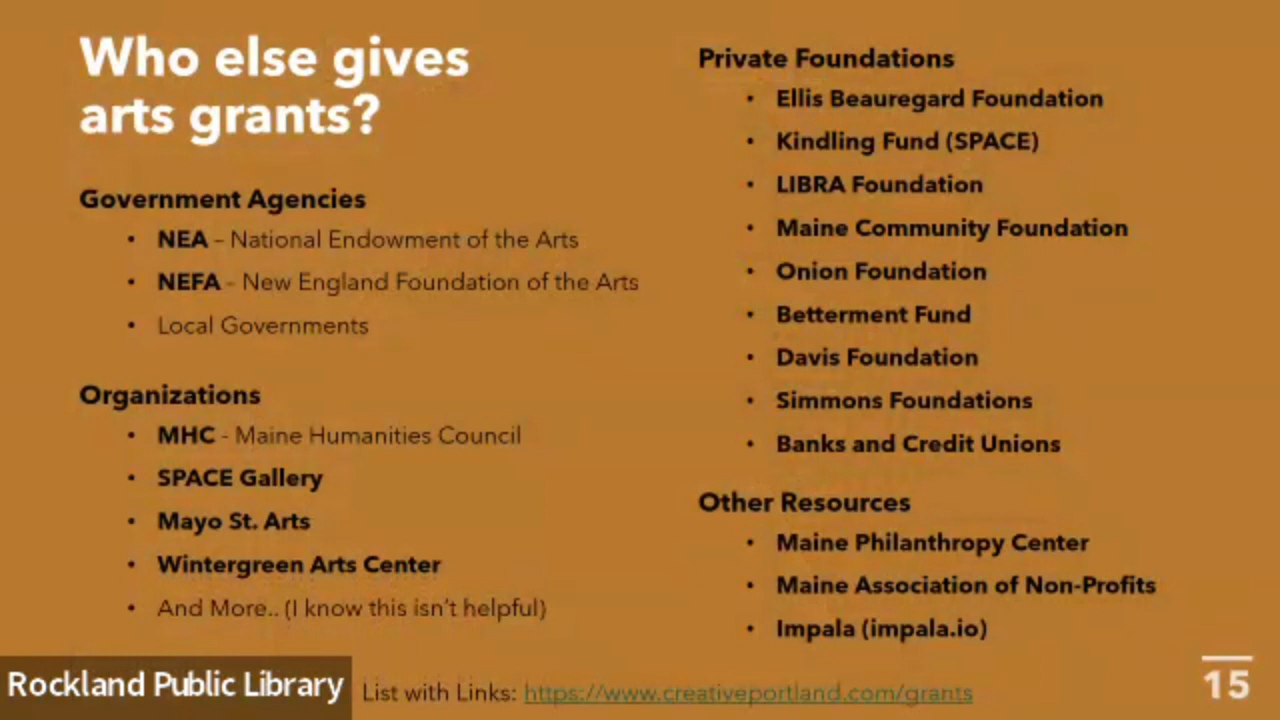 Who else gives
arts grants?
Government Agencies
• NEA – National Endowment of the Arts
• NEFA - New England Foundation of the Arts
• Local Governments
Organizations
• MHC - Maine Humanities Council
• SPACE Gallery
• Mayo St. Arts
• Wintergreen Arts Center
• And More.. (I know this isn't helpful)
Private Foundations
• Ellis Beauregard Foundation
• Kindling Fund (SPACE)
• LIBRA Foundation
• Maine Community Foundation
• Onion Foundation
• Betterment Fund
• Davis Foundation
• Simmons Foundations
• Banks and Credit Unions
Other Resources
• Maine Philanthropy Center
• Maine Association of Non-Profits
• Impala (impala.io)
Rockland Public Library
List with Links: https://www.creativeportland.com/grants
15